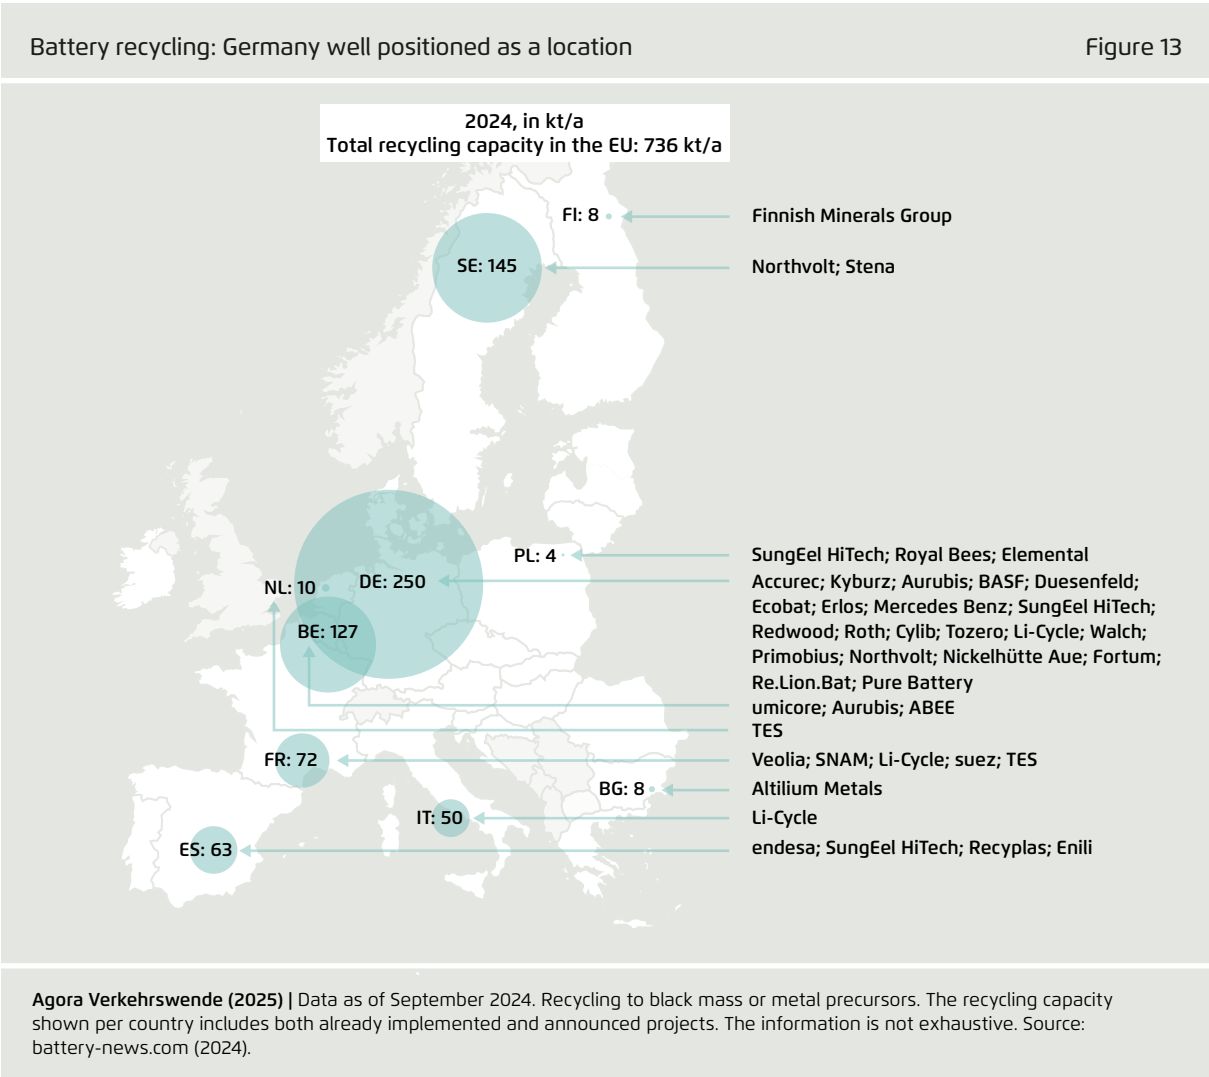 Battery recycling: Germany well positioned as a location
Figure 13
2024, in kt/a
Total recycling capacity in the EU: 736 kt/a
FI: 8
Finnish Minerals Group
SE: 145
Northvolt; Stena
PL: 4
SungEel HiTech; Royal Bees; Elemental
NL: 10
DE: 250
Accurec; Kyburz; Aurubis; BASF; Duesenfeld;
Ecobat; Erlos; Mercedes Benz; SungEel HiTech;
Redwood; Roth; Cylib; Tozero; Li-Cycle; Walch;
Primobius; Northvolt; Nickelhütte Aue; Fortum;
Re.Lion.Bat; Pure Battery
BE: 127
umicore; Aurubis; ABEE
TES
FR: 72
Veolia; SNAM; Li-Cycle; suez; TES
BG: 8
Altilium Metals
IT: 50
Li-Cycle
ES: 63
endesa; SungEel HiTech; Recyplas; Enili
Agora Verkehrswende (2025) | Data as of September 2024. Recycling to black mass or metal precursors. The recycling capacity
shown per country includes both already implemented and announced projects. The information is not exhaustive. Source:
battery-news.com (2024).